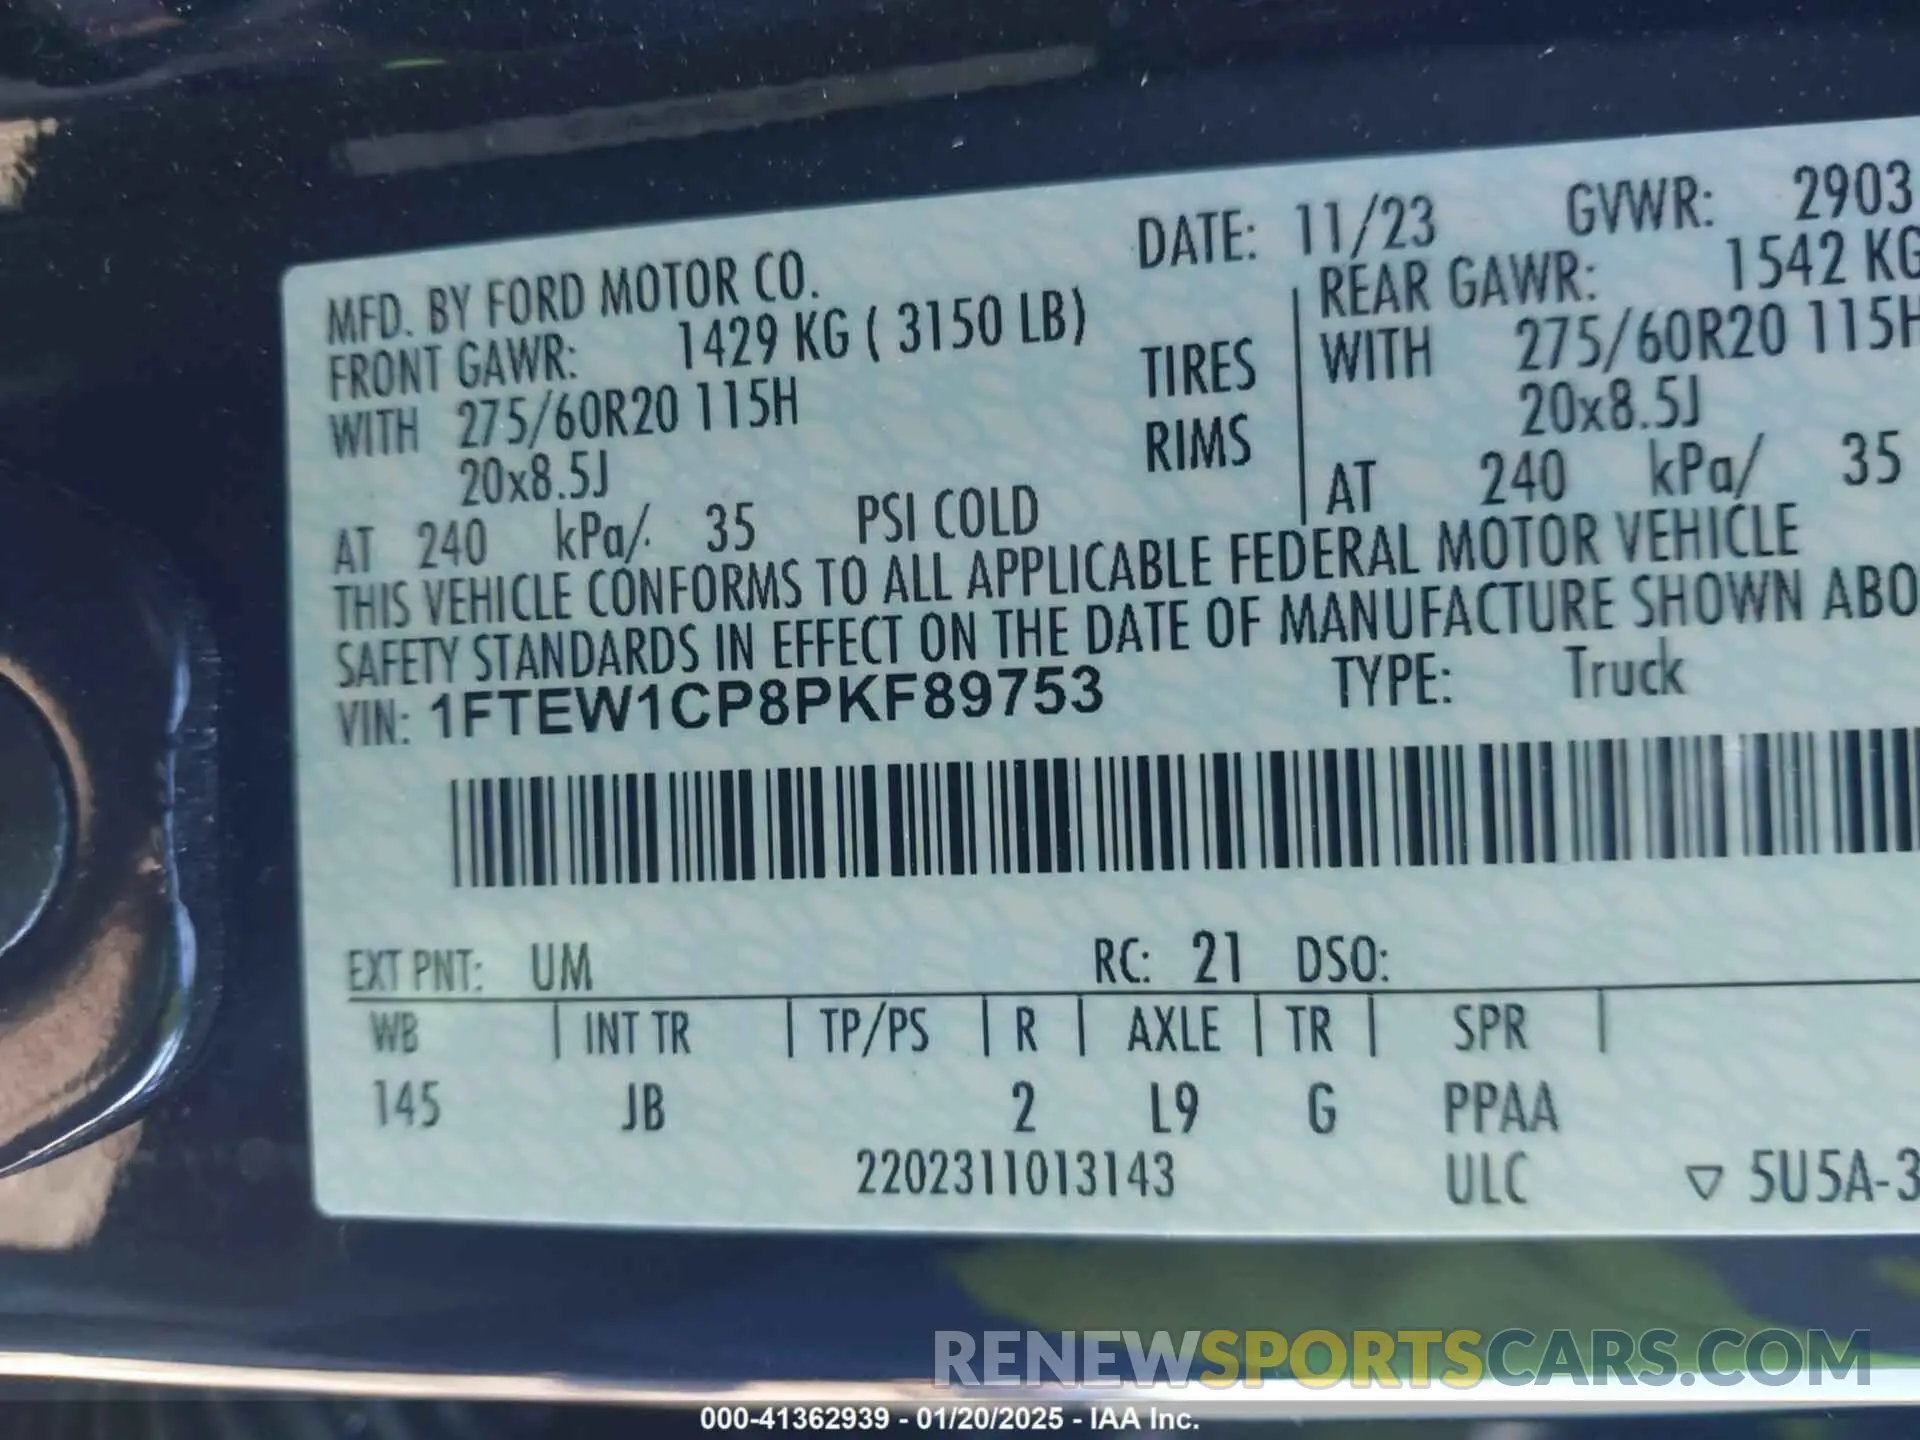 MFD. BY FORD MOTOR CO. DATE: 11/23 GVWR: 2903
FRONT GAWR: 1429 KG ( 3150 LB) REAR GAWR: 1542 KG
WITH 275/60R20 115H TIRES WITH 275/60R20 115H
20x8.5J RIMS 20x8.5J
AT 240 kPa/ 35 PSI COLD AT 240 kPa/ 35
THIS VEHICLE CONFORMS TO ALL APPLICABLE FEDERAL MOTOR VEHICLE
SAFETY STANDARDS IN EFFECT ON THE DATE OF MANUFACTURE SHOWN ABO
VIN: 1FTEW1CP8PKF89753 TYPE: Truck
EXT PNT: UM RC: 21 DSO:
WB | INT TR | TP/PS | R | AXLE | TR | SPR |
145 JB 2 L9 G PPAA
2202311013143 ULC ▽ 5U5A-3
RENEWSPORTSCARS.COM
000-41362939 - 01/20/2025 - IAA Inc.